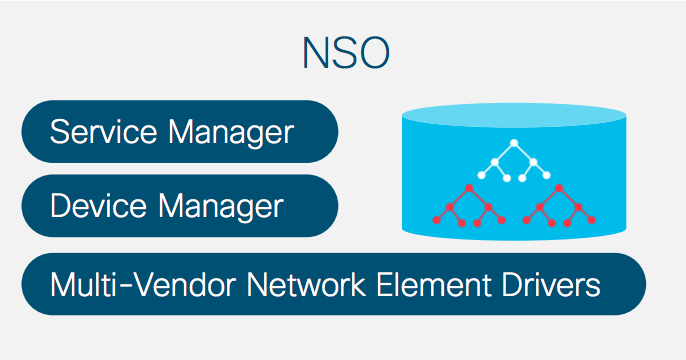 NSO
Service Manager
Device Manager
Multi-Vendor Network Element Drivers